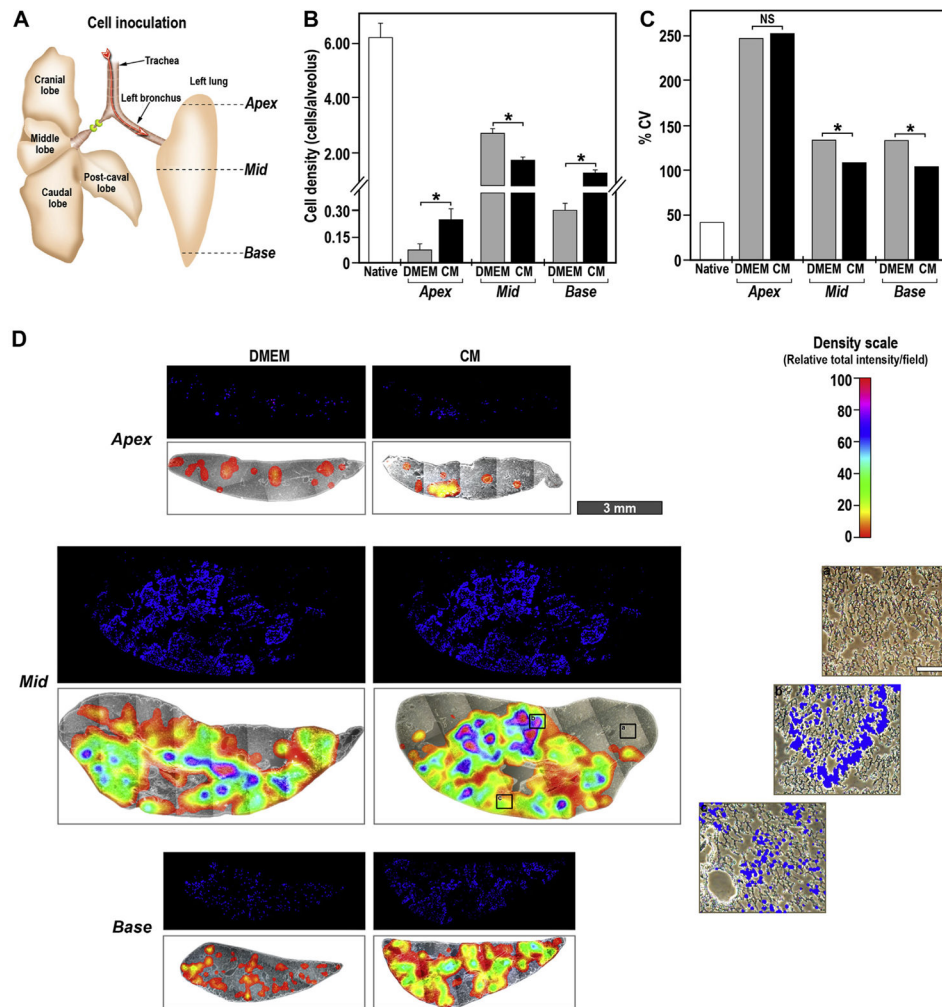 A
Cell inoculation
Cranial
lobe
Trachea
Left lung
Left bronchus
Apex
Middle
lobe
Post-caval
lobe
Mid
Caudal
lobe
Base
B
Cell density (cells/alveolus)
6.00
2.00
0.30
0.15
0
*
*
*
Native DMEM CM DMEM CM DMEM CM
Apex Mid Base
C
% CV
250
200
150
100
50
0
NS
*
*
Native DMEM CM DMEM CM DMEM CM
Apex Mid Base
D
DMEM CM
Density scale
(Relative total intensity/field)
100
80
60
40
20
0
Apex
3 mm
Mid
a
b
c
b
a
c
Base